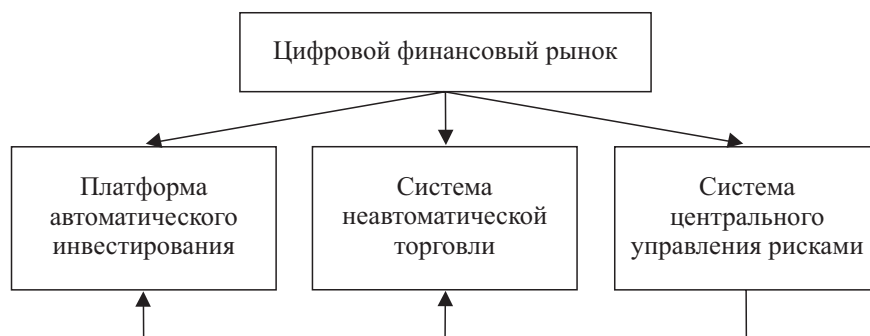 Цифровой финансовый рынок
Платформа
автоматического
инвестирования
Система
неавтоматической
торговли
Система
центрального
управления рисками